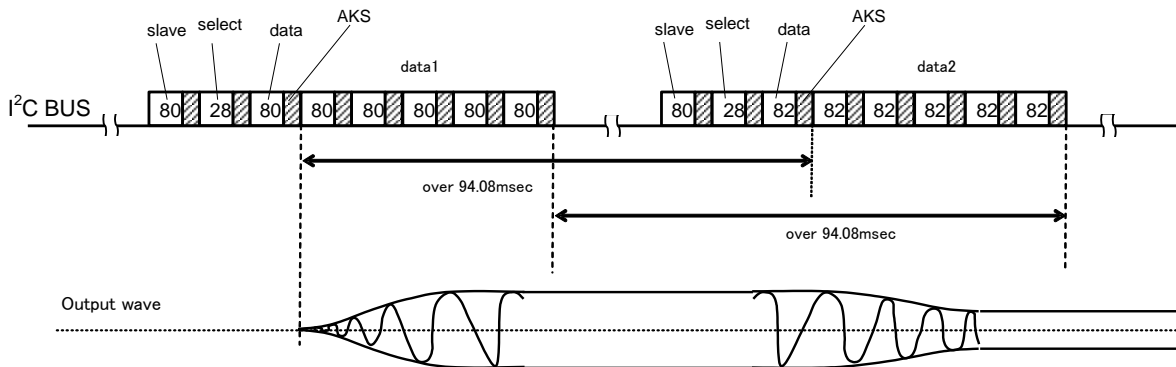 slave select data AKS
data1
slave select data AKS
data2
I²C BUS
80 28 80 80 80 80 80 80
80 28 82 82 82 82 82 82
over 94.08msec
over 94.08msec
Output wave